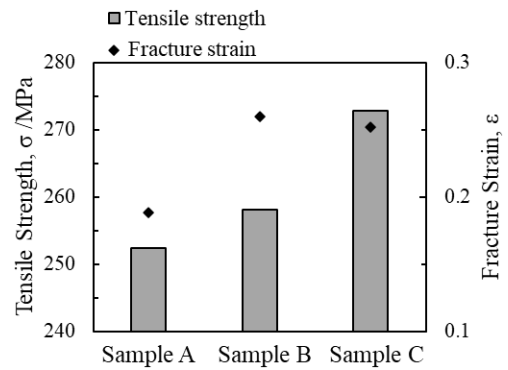 Tensile strength
Fracture strain
280
270
260
250
240
Tensile Strength, σ /MPa
0.3
0.2
0.1
Fracture Strain, ε
Sample A Sample B Sample C